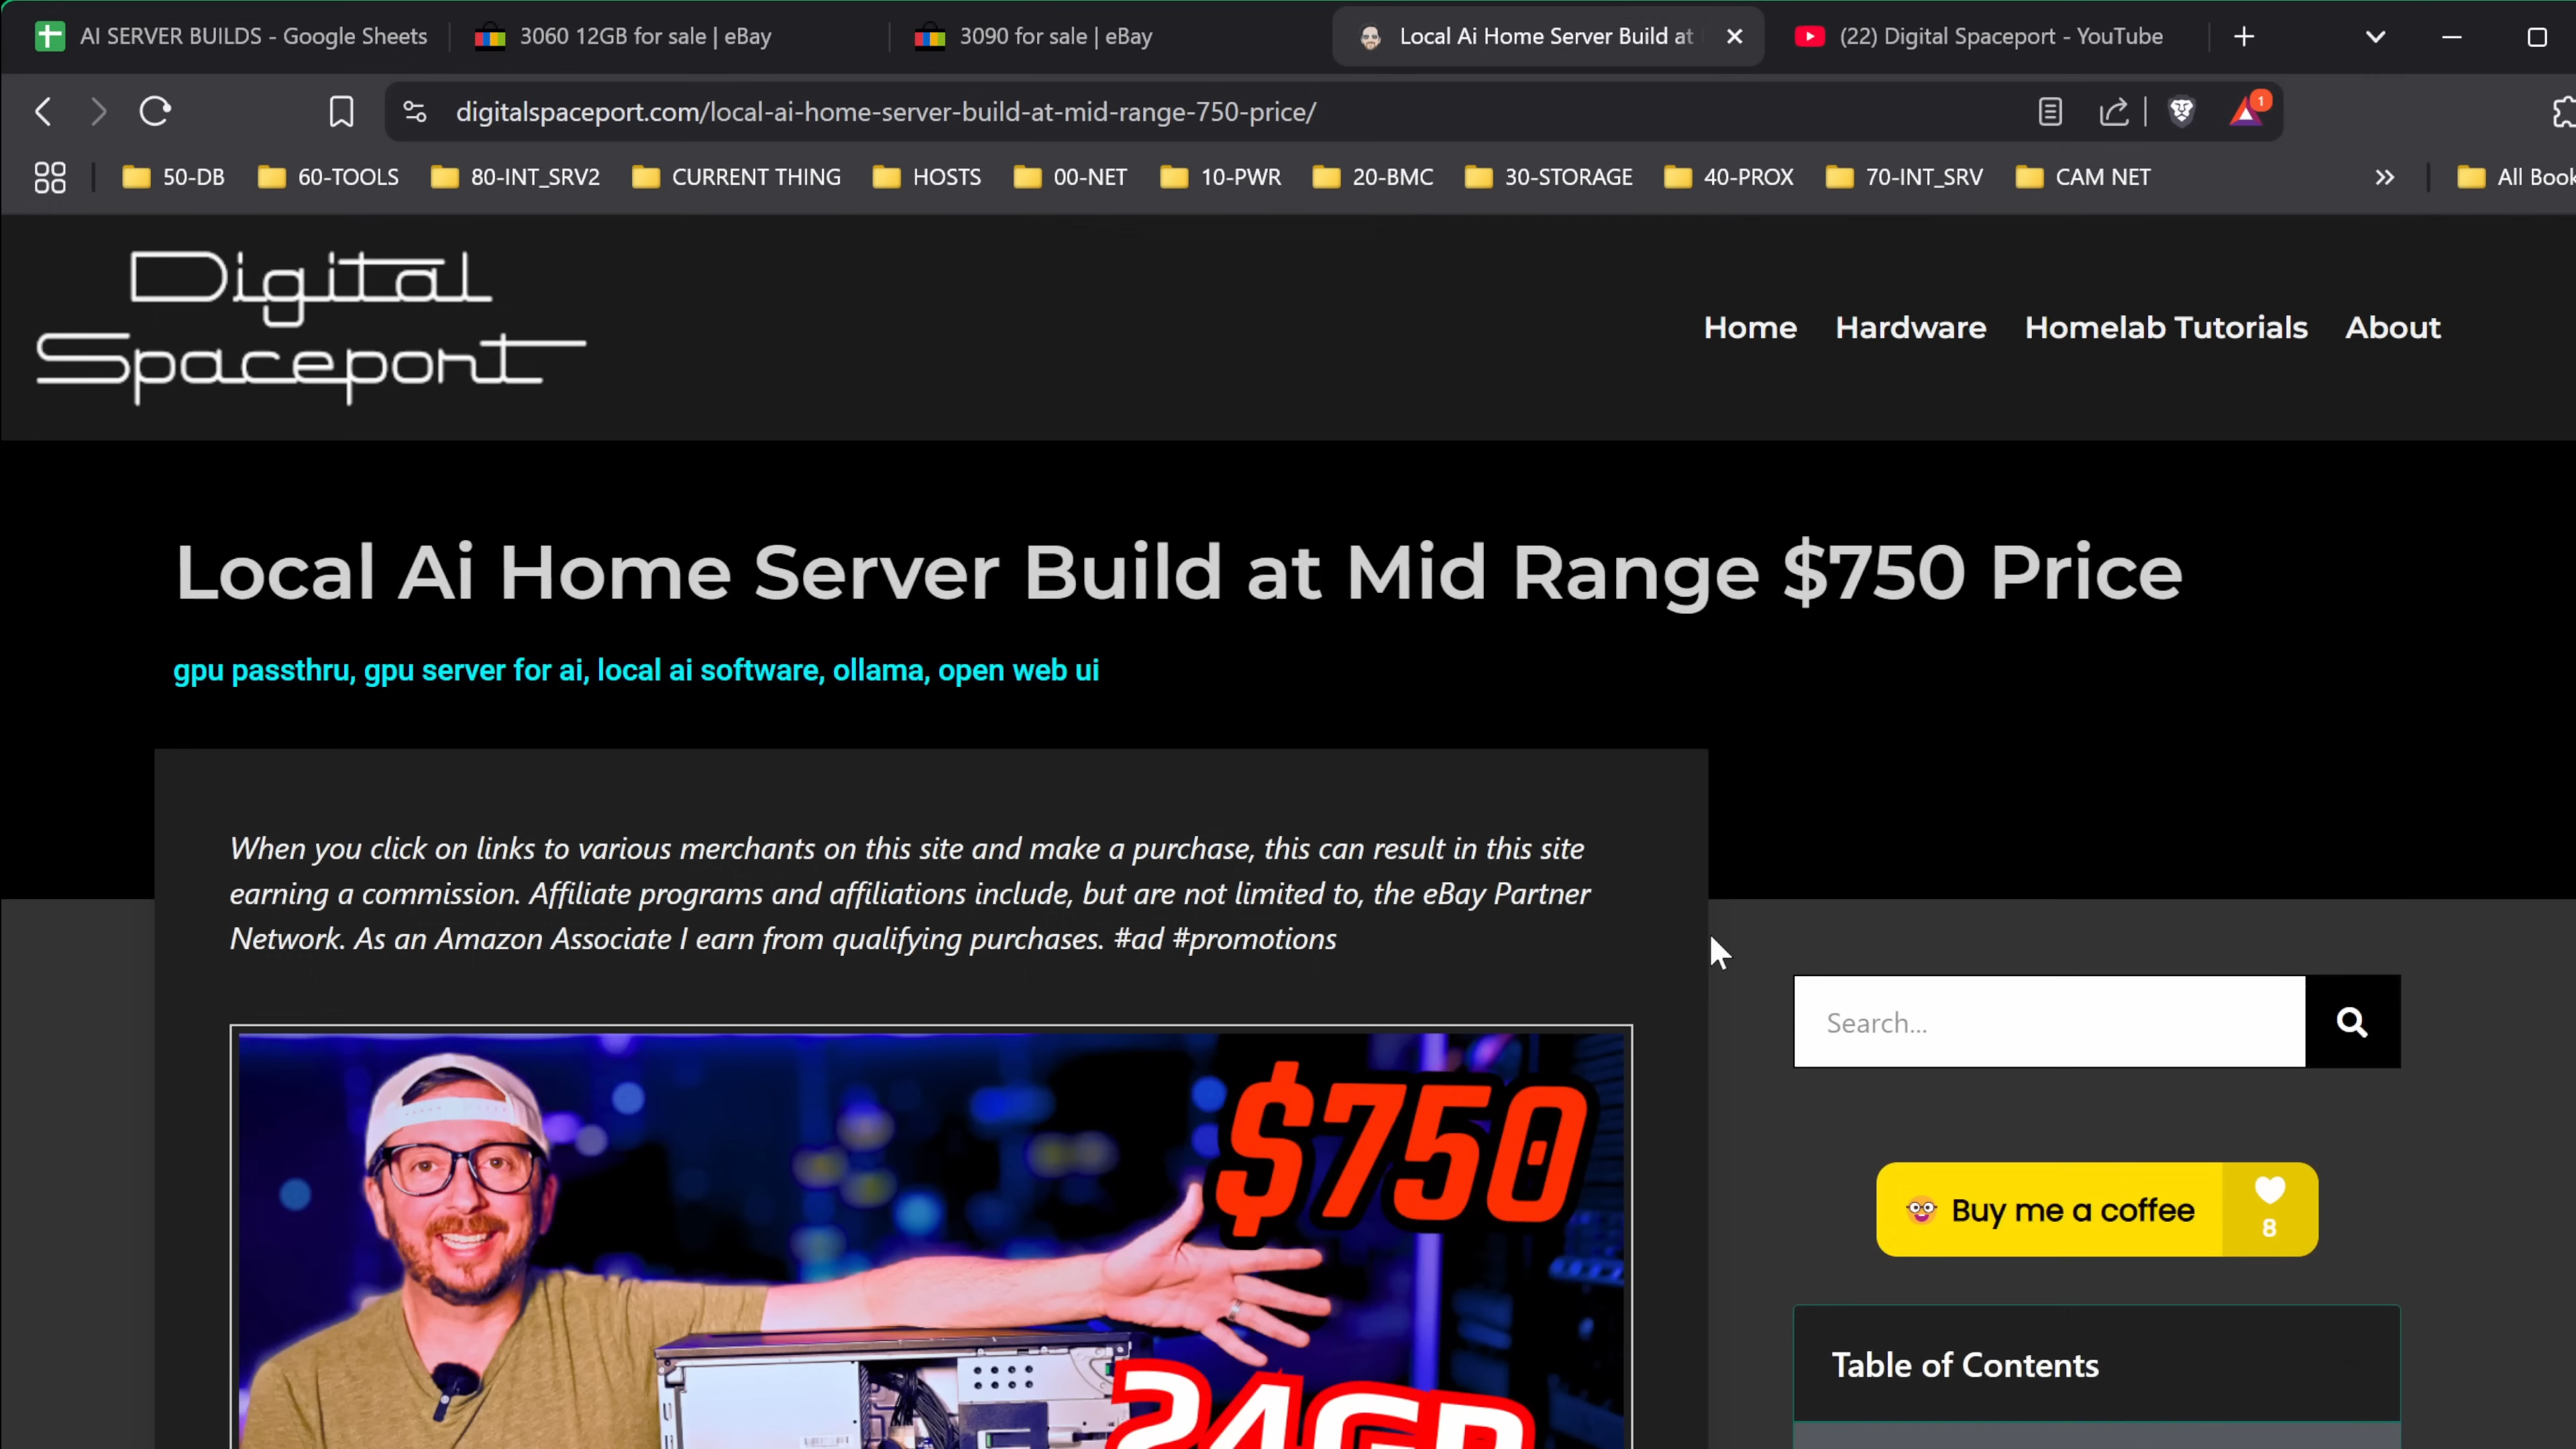 AI SERVER BUILDS - Google Sheets
3060 12GB for sale | eBay
3090 for sale | eBay
Local Ai Home Server Build at
(22) Digital Spaceport - YouTube
digitalspaceport.com/local-ai-home-server-build-at-mid-range-750-price/
1
50-DB
60-TOOLS
80-INT_SRV2
CURRENT THING
HOSTS
00-NET
10-PWR
20-BMC
30-STORAGE
40-PROX
70-INT_SRV
CAM NET
All Book
Digital
Spaceport
Home
Hardware
Homelab Tutorials
About
Local Ai Home Server Build at Mid Range $750 Price
gpu passthru, gpu server for ai, local ai software, ollama, open web ui
When you click on links to various merchants on this site and make a purchase, this can result in this site
earning a commission. Affiliate programs and affiliations include, but are not limited to, the eBay Partner
Network. As an Amazon Associate I earn from qualifying purchases. #ad #promotions
Search...
$750
Buy me a coffee
8
Table of Contents
24GB